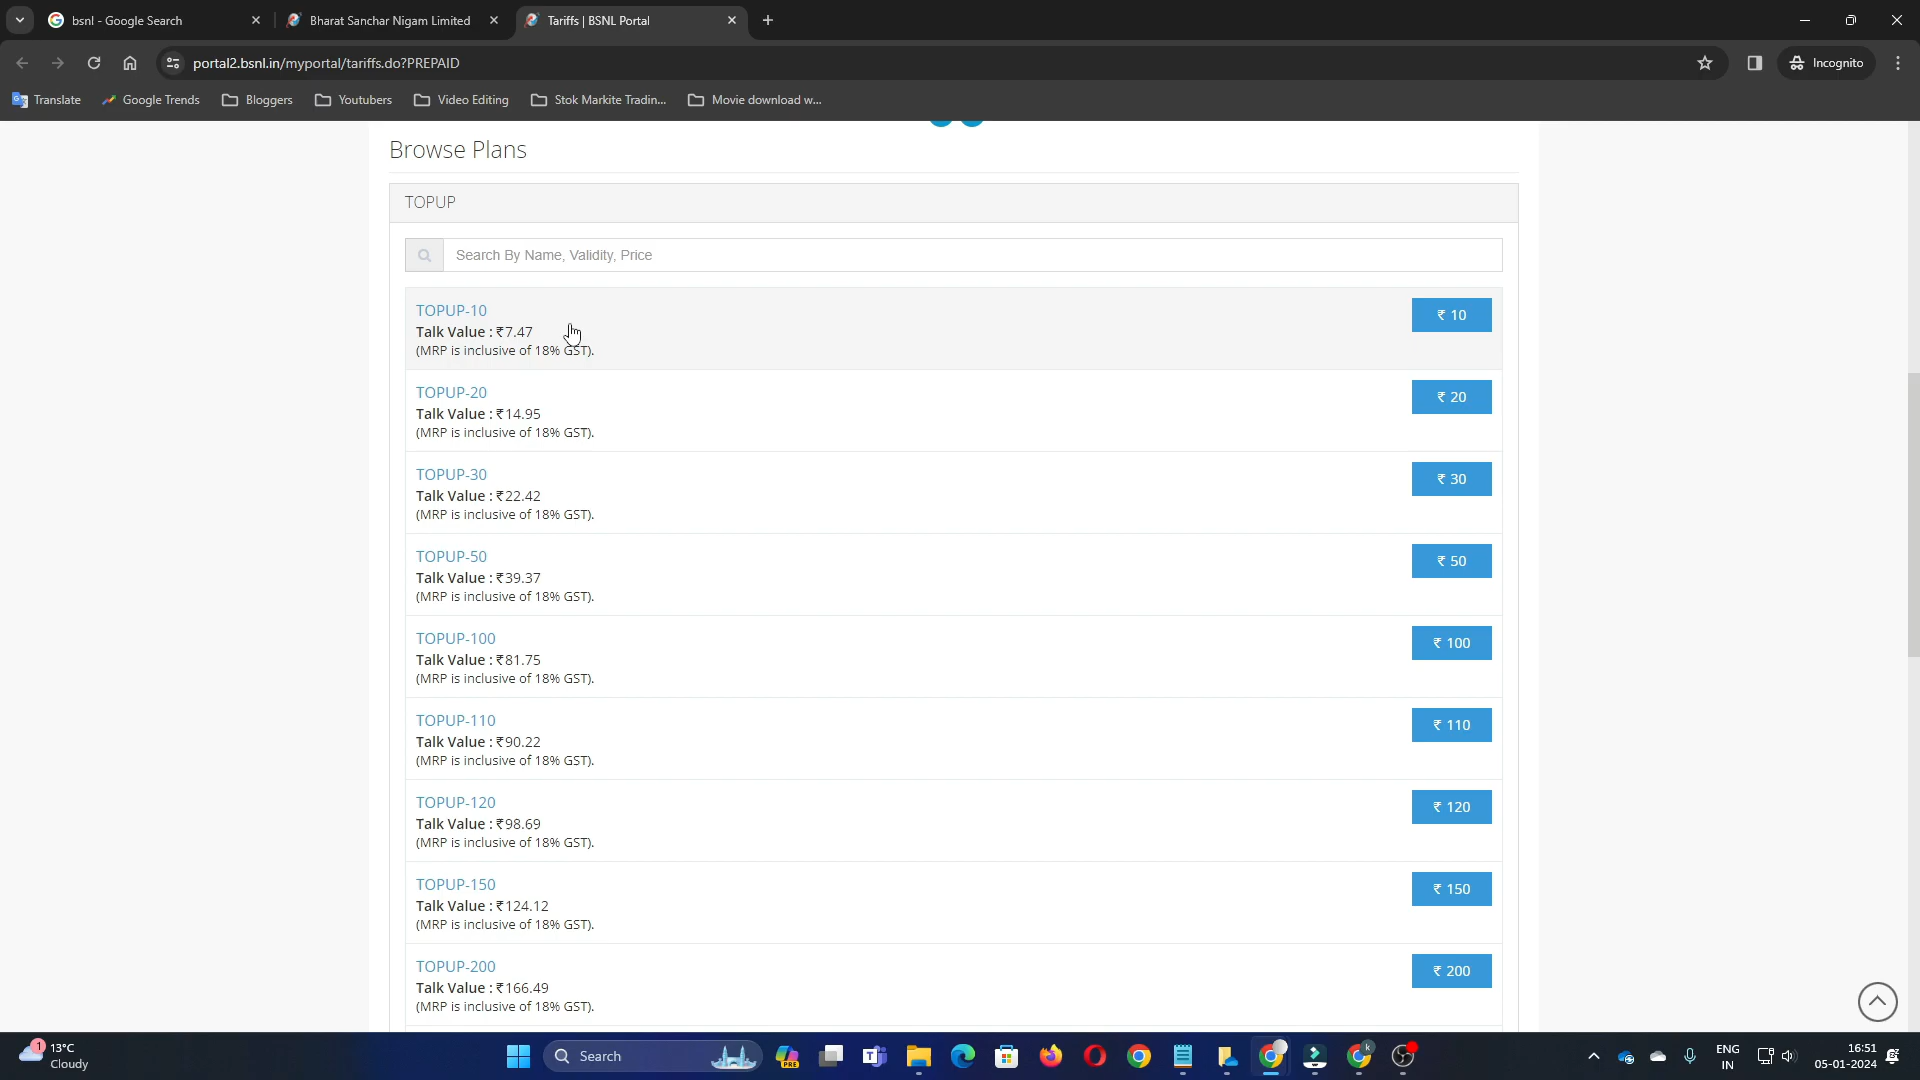 bsnl - Google Search
Bharat Sanchar Nigam Limited
Tariffs | BSNL Portal
portal2.bsnl.in/myportal/tariffs.do?PREPAID
Incognito
Translate
Google Trends
Bloggers
Youtubers
Video Editing
Stok Markite Tradin...
Movie download w...
Browse Plans
TOPUP
Search By Name, Validity, Price
TOPUP-10
₹ 10
Talk Value : ₹7.47
(MRP is inclusive of 18% GST).
TOPUP-20
₹ 20
Talk Value : ₹14.95
(MRP is inclusive of 18% GST).
TOPUP-30
₹ 30
Talk Value : ₹22.42
(MRP is inclusive of 18% GST).
TOPUP-50
₹ 50
Talk Value : ₹39.37
(MRP is inclusive of 18% GST).
TOPUP-100
₹ 100
Talk Value : ₹81.75
(MRP is inclusive of 18% GST).
TOPUP-110
₹ 110
Talk Value : ₹90.22
(MRP is inclusive of 18% GST).
TOPUP-120
₹ 120
Talk Value : ₹98.69
(MRP is inclusive of 18% GST).
TOPUP-150
₹ 150
Talk Value : ₹124.12
(MRP is inclusive of 18% GST).
TOPUP-200
₹ 200
Talk Value : ₹166.49
(MRP is inclusive of 18% GST).
1
13°C
Cloudy
Search
PRE
k
ENG
IN
16:51
05-01-2024